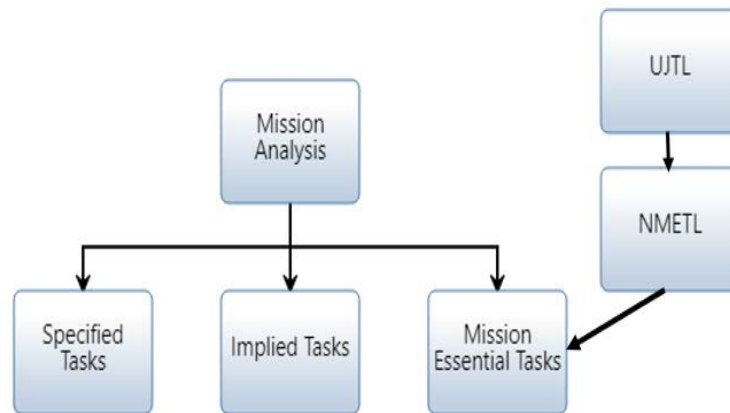 UJTL
Mission
Analysis
NMETL
Specified
Tasks
Implied Tasks
Mission
Essential Tasks